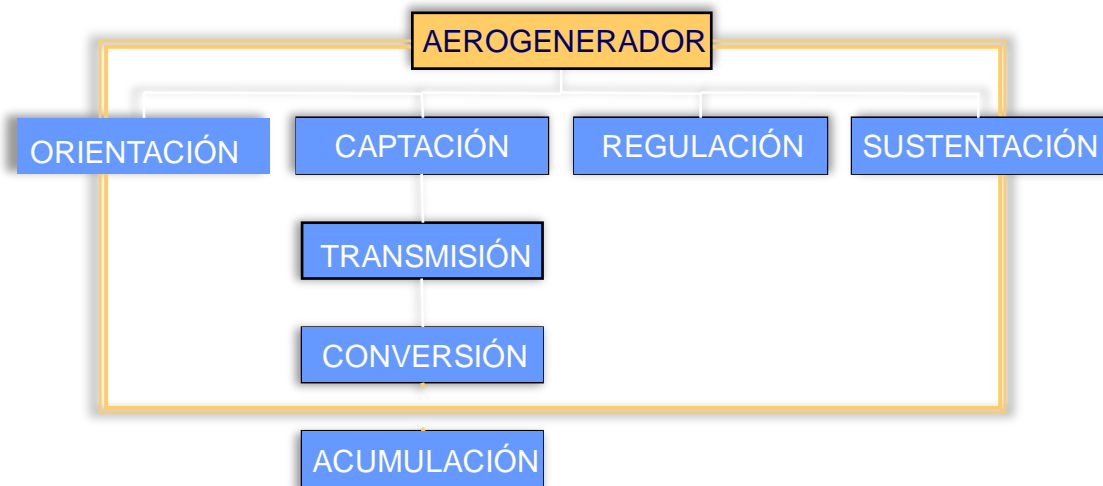 AEROGENERADOR
ORIENTACIÓN
CAPTACIÓN
REGULACIÓN
SUSTENTACIÓN
TRANSMISIÓN
CONVERSIÓN
ACUMULACIÓN